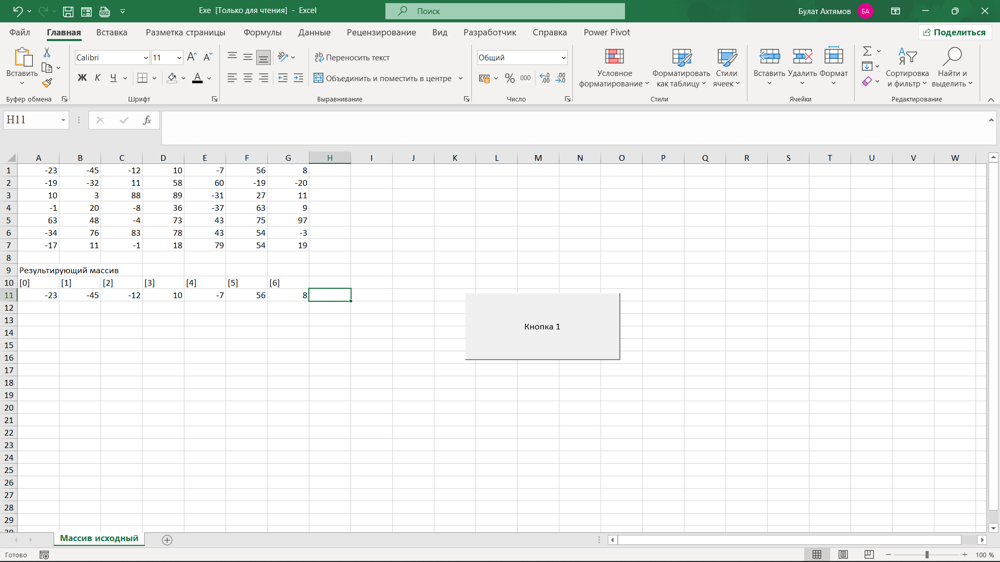 Exe [Только для чтения] - Excel
Поиск
Булат Ахтямов
БА
Файл Главная Вставка Разметка страницы Формулы Данные Рецензирование Вид Разработчик Справка Power Pivot
Поделиться
Вставить
Буфер обмена
Calibri 11
Ж К Ч
Шрифт
Переносить текст
Объединить и поместить в центре
Выравнивание
Общий
% 000
Число
Условное форматирование
Форматировать как таблицу
Стили ячеек
Стили
Вставить Удалить Формат
Ячейки
Сортировка и фильтр
Найти и выделить
Редактирование
H11
fx
A B C D E F G H I J K L M N O P Q R S T U V W
1 -23 -45 -12 10 -7 56 8
2 -19 -32 11 58 60 -19 -20
3 10 3 88 89 -31 27 11
4 -1 20 -8 36 -37 63 9
5 63 48 -4 73 43 75 97
6 -34 76 83 78 43 54 -3
7 -17 11 -1 18 79 54 19
8
9 Результирующий массив
10 [0] [1] [2] [3] [4] [5] [6]
11 -23 -45 -12 10 -7 56 8
12
13
14 Кнопка 1
15
16
17
18
19
20
21
22
23
24
25
26
27
28
29
Массив исходный
Готово
100 %